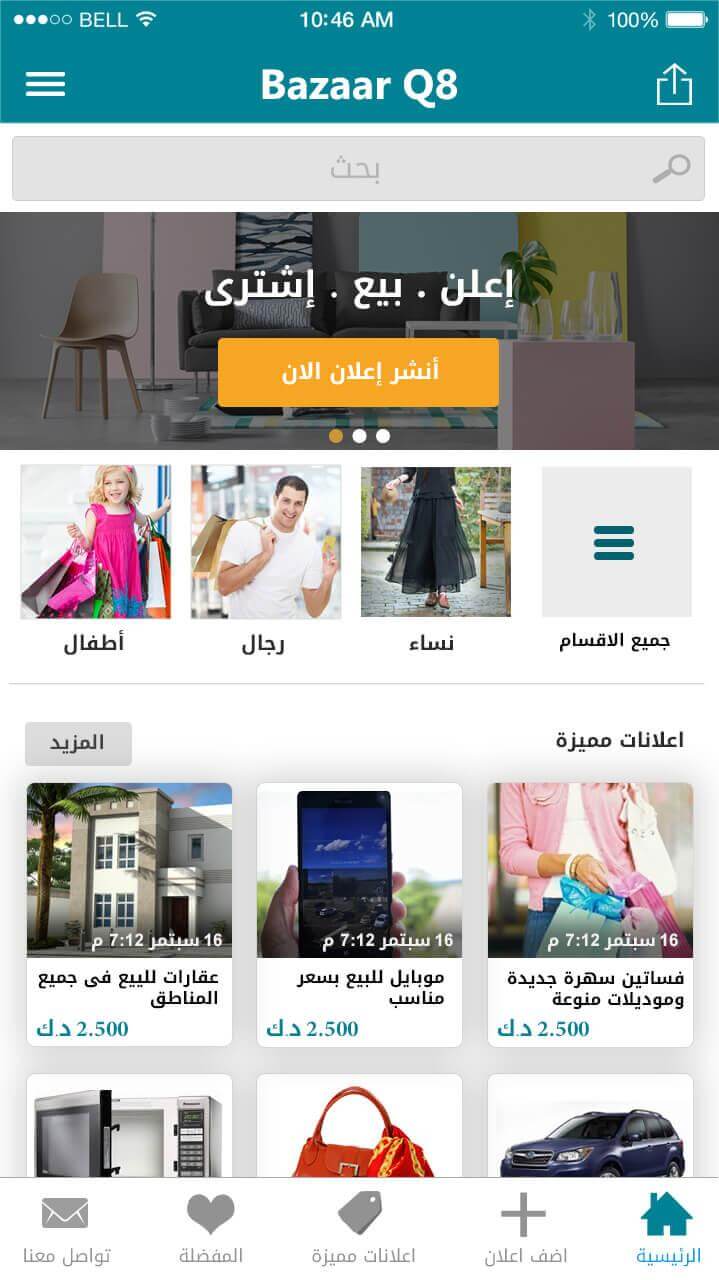 BELL 10:46 AM 100%
Bazaar Q8
بحث
إعلن . بيع . إشترى
أنشر إعلان الان
جميع الاقسام
نساء
رجال
أطفال
اعلانات مميزة
المزيد
16 سبتمبر 7:12 م
فساتين سهرة جديدة
وموديلات منوعة
2.500 د.ك
16 سبتمبر 7:12 م
موبايل للبيع بسعر
مناسب
2.500 د.ك
16 سبتمبر 7:12 م
عقارات للبيع فى جميع
المناطق
2.500 د.ك
الرئيسية
اضف اعلان
اعلانات مميزة
المفضلة
تواصل معنا